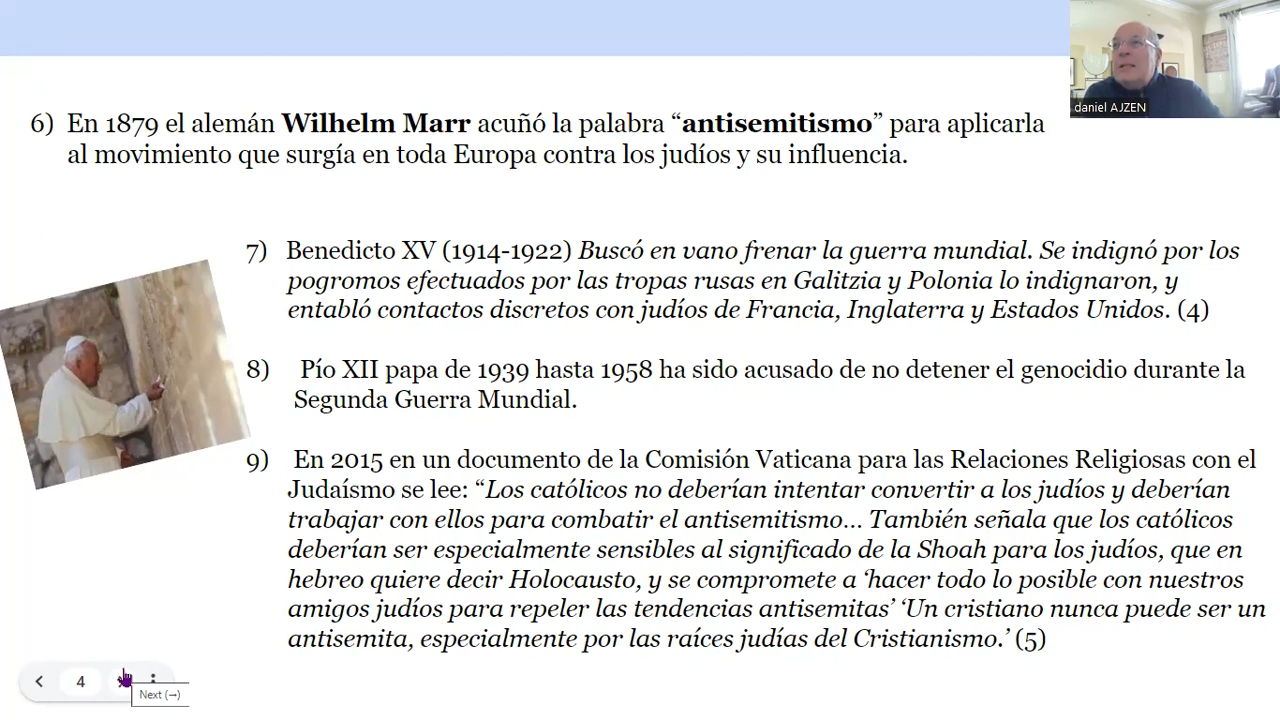 daniel AJZEN
6) En 1879 el alemán Wilhelm Marr acuñó la palabra “antisemitismo” para aplicarla
al movimiento que surgía en toda Europa contra los judíos y su influencia.
7) Benedicto XV (1914-1922) Buscó en vano frenar la guerra mundial. Se indignó por los
pogromos efectuados por las tropas rusas en Galitzia y Polonia lo indignaron, y
entabló contactos discretos con judíos de Francia, Inglaterra y Estados Unidos. (4)
8) Pío XII papa de 1939 hasta 1958 ha sido acusado de no detener el genocidio durante la
Segunda Guerra Mundial.
9) En 2015 en un documento de la Comisión Vaticana para las Relaciones Religiosas con el
Judaísmo se lee: “Los católicos no deberían intentar convertir a los judíos y deberían
trabajar con ellos para combatir el antisemitismo… También señala que los católicos
deberían ser especialmente sensibles al significado de la Shoah para los judíos, que en
hebreo quiere decir Holocausto, y se compromete a ‘hacer todo lo posible con nuestros
amigos judíos para repeler las tendencias antisemitas’ ‘Un cristiano nunca puede ser un
antisemita, especialmente por las raíces judías del Cristianismo.’ (5)
4
Next (→)